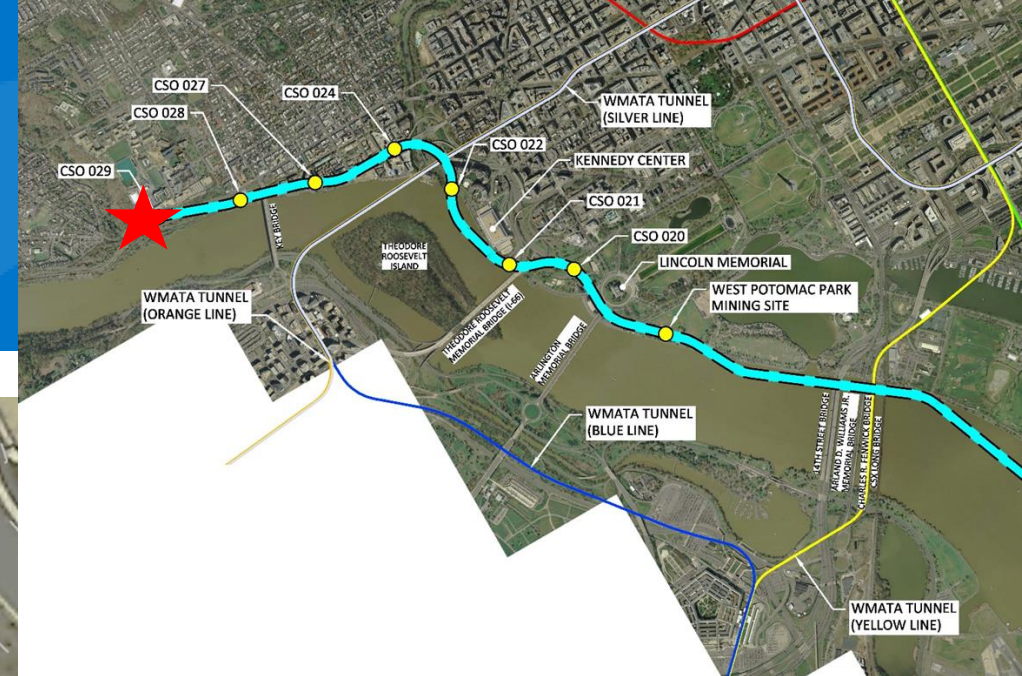 CSO 027
CSO 024
CSO 028
WMATA TUNNEL
(SILVER LINE)
CSO 022
KENNEDY CENTER
CSO 029
CSO 021
KEY BRIDGE
CSO 020
THEODORE
ROOSEVELT
ISLAND
LINCOLN MEMORIAL
WMATA TUNNEL
(ORANGE LINE)
WEST POTOMAC PARK
MINING SITE
THEODORE ROOSEVELT
MEMORIAL BRIDGE (I-66)
ARLINGTON
MEMORIAL BRIDGE
14TH STREET BRIDGE
ARLAND D. WILLIAMS JR.
MEMORIAL BRIDGE
CHARLES R. FENWICK BRIDGE
CSX LONG BRIDGE
WMATA TUNNEL
(BLUE LINE)
WMATA TUNNEL
(YELLOW LINE)